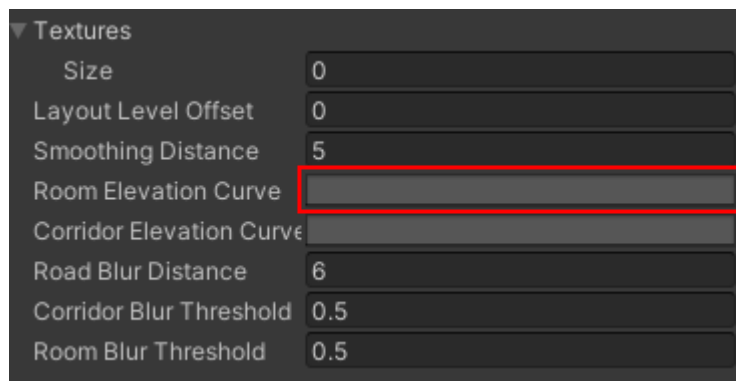 Textures
Size 0
Layout Level Offset 0
Smoothing Distance 5
Room Elevation Curve
Corridor Elevation Curve
Road Blur Distance 6
Corridor Blur Threshold 0.5
Room Blur Threshold 0.5